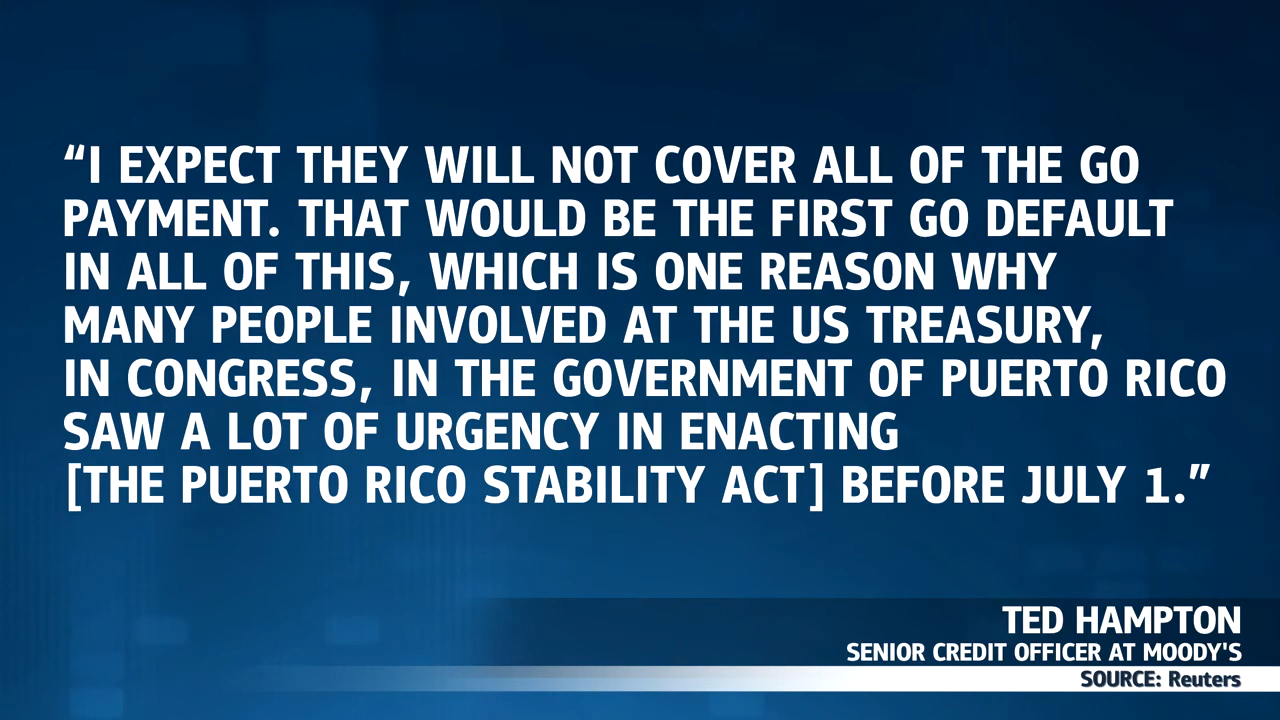 “I EXPECT THEY WILL NOT COVER ALL OF THE GO
PAYMENT. THAT WOULD BE THE FIRST GO DEFAULT
IN ALL OF THIS, WHICH IS ONE REASON WHY
MANY PEOPLE INVOLVED AT THE US TREASURY,
IN CONGRESS, IN THE GOVERNMENT OF PUERTO RICO
SAW A LOT OF URGENCY IN ENACTING
[THE PUERTO RICO STABILITY ACT] BEFORE JULY 1.”
TED HAMPTON
SENIOR CREDIT OFFICER AT MOODY'S
SOURCE: Reuters